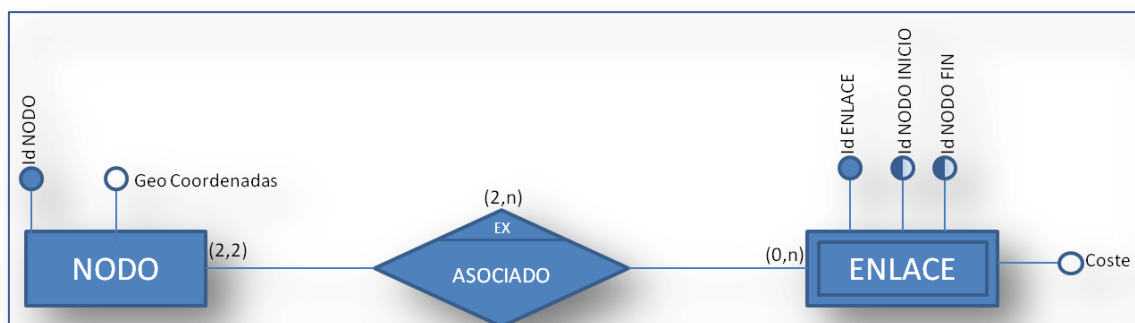 Id NODO
Geo Coordenadas
NODO
(2,2)
(2,n)
EX
ASOCIADO
(0,n)
Id ENLACE
Id NODO INICIO
Id NODO FIN
ENLACE
Coste